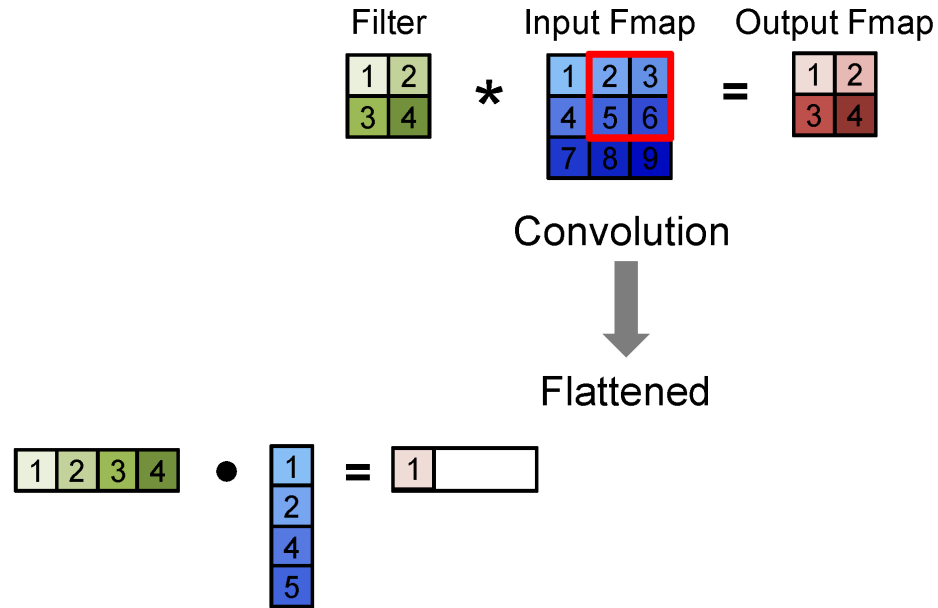 Filter Input Fmap Output Fmap
1 2 1 2 3 1 2
* =
3 4 4 5 6 3 4
7 8 9
Convolution
Flattened
1 2 3 4 • 1 = 1
2
4
5